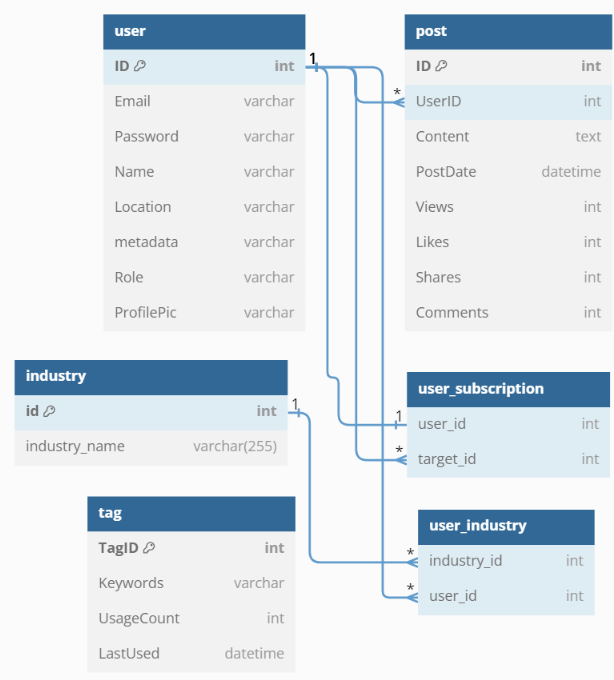 user
ID int
Email varchar
Password varchar
Name varchar
Location varchar
metadata varchar
Role varchar
ProfilePic varchar
1
post
ID int
UserID int
Content text
PostDate datetime
Views int
Likes int
Shares int
Comments int
*
industry
id int
industry_name varchar(255)
1
user_subscription
user_id int
target_id int
1
*
tag
TagID int
Keywords varchar
UsageCount int
LastUsed datetime
user_industry
industry_id int
user_id int
*
*